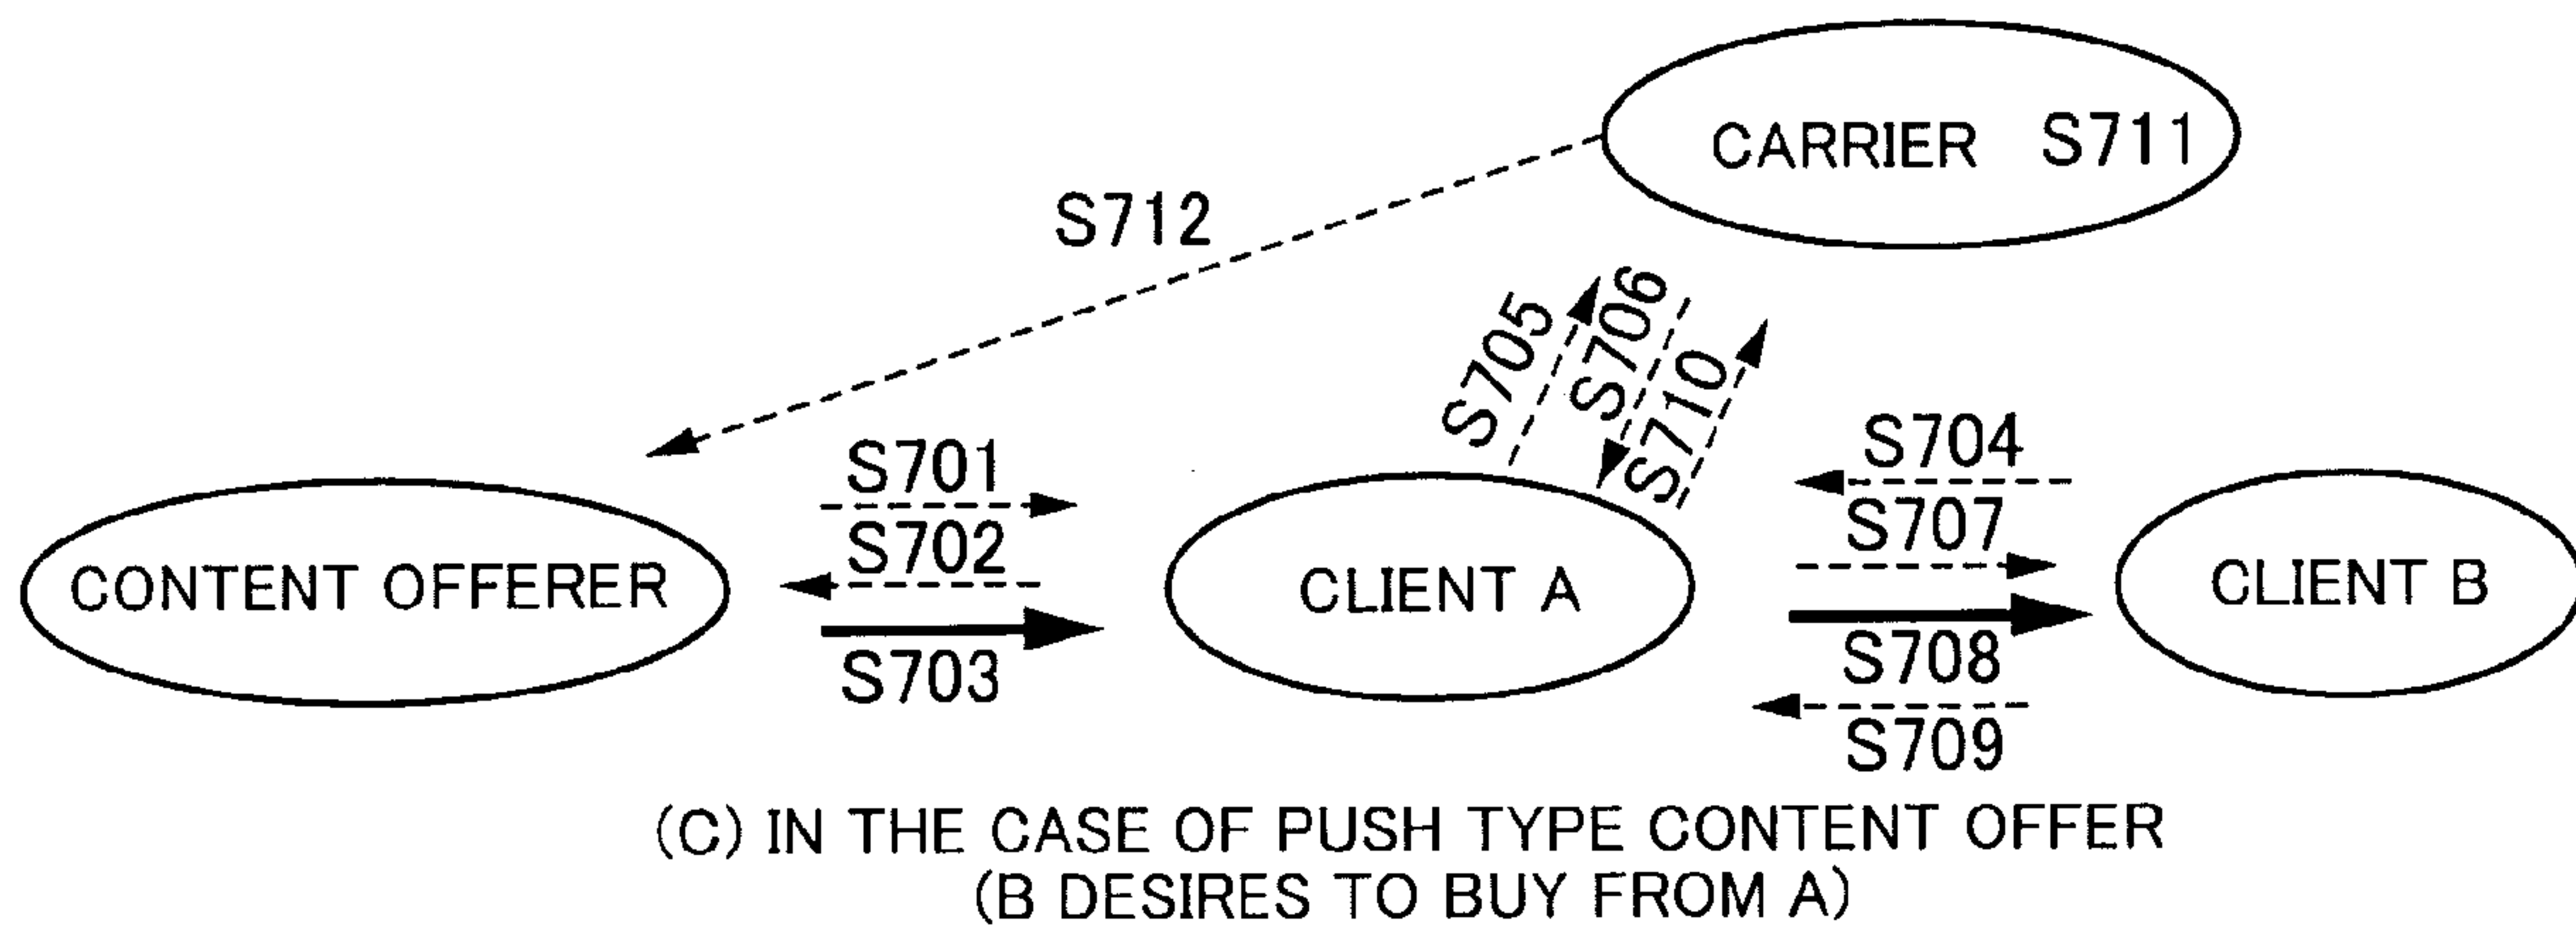 CARRIER S711
S712
S705
S706
S710
S701
S702
S703
S704
S707
S708
S709
CONTENT OFFERER
CLIENT A
CLIENT B
(C) IN THE CASE OF PUSH TYPE CONTENT OFFER
(B DESIRES TO BUY FROM A)